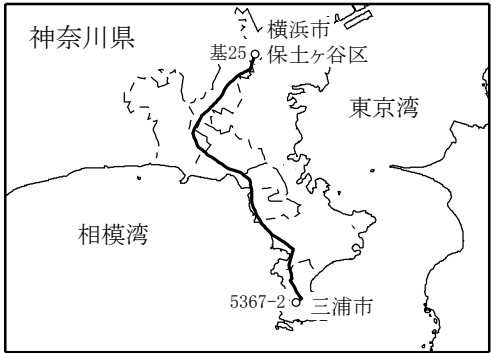 神奈川県
横浜市
基25 保土ヶ谷区
東京湾
相模湾
5367-2 三浦市